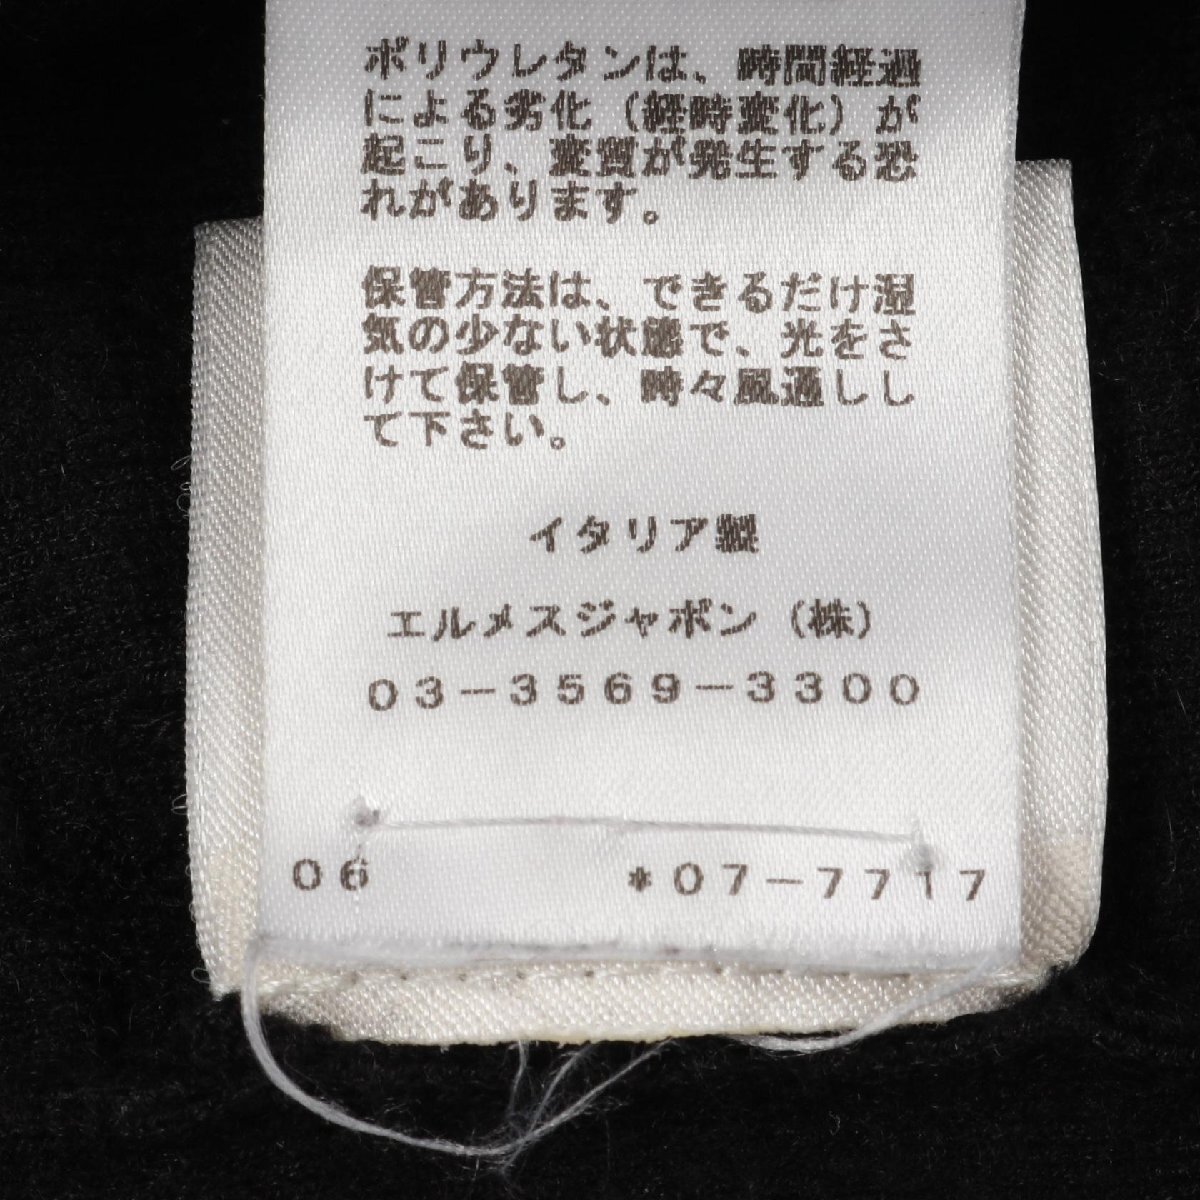 ポリウレタンは、時間経過
による劣化（経時変化）が
起こり、変質が発生する恐
れがあります。
保管方法は、できるだけ湿
気の少ない状態で、光をさ
けて保管し、時々風通しし
て下さい。
イタリア製
エルメスジャポン（株）
03-3569-3300
06 *07-7717